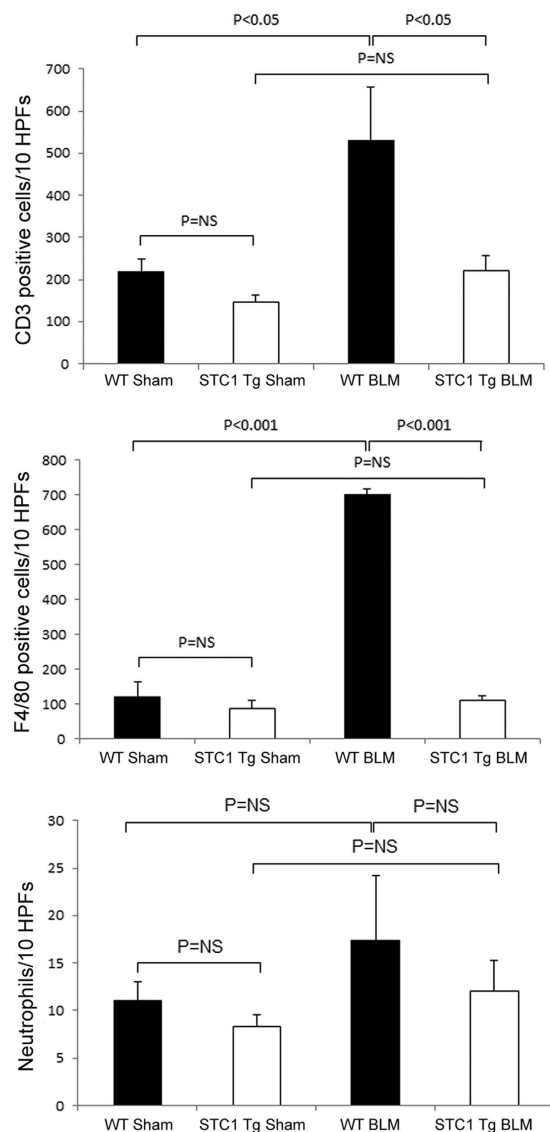 P<0.05 P<0.05
P=NS
P=NS
CD3 positive cells/10 HPFs
700
600
500
400
300
200
100
0
WT Sham STC1 Tg Sham WT BLM STC1 Tg BLM
P<0.001 P<0.001
P=NS
P=NS
F4/80 positive cells/10 HPFs
800
700
600
500
400
300
200
100
0
WT Sham STC1 Tg Sham WT BLM STC1 Tg BLM
P=NS P=NS
P=NS
P=NS
Neutrophils/10 HPFs
30
25
20
15
10
5
0
WT Sham STC1 Tg Sham WT BLM STC1 Tg BLM